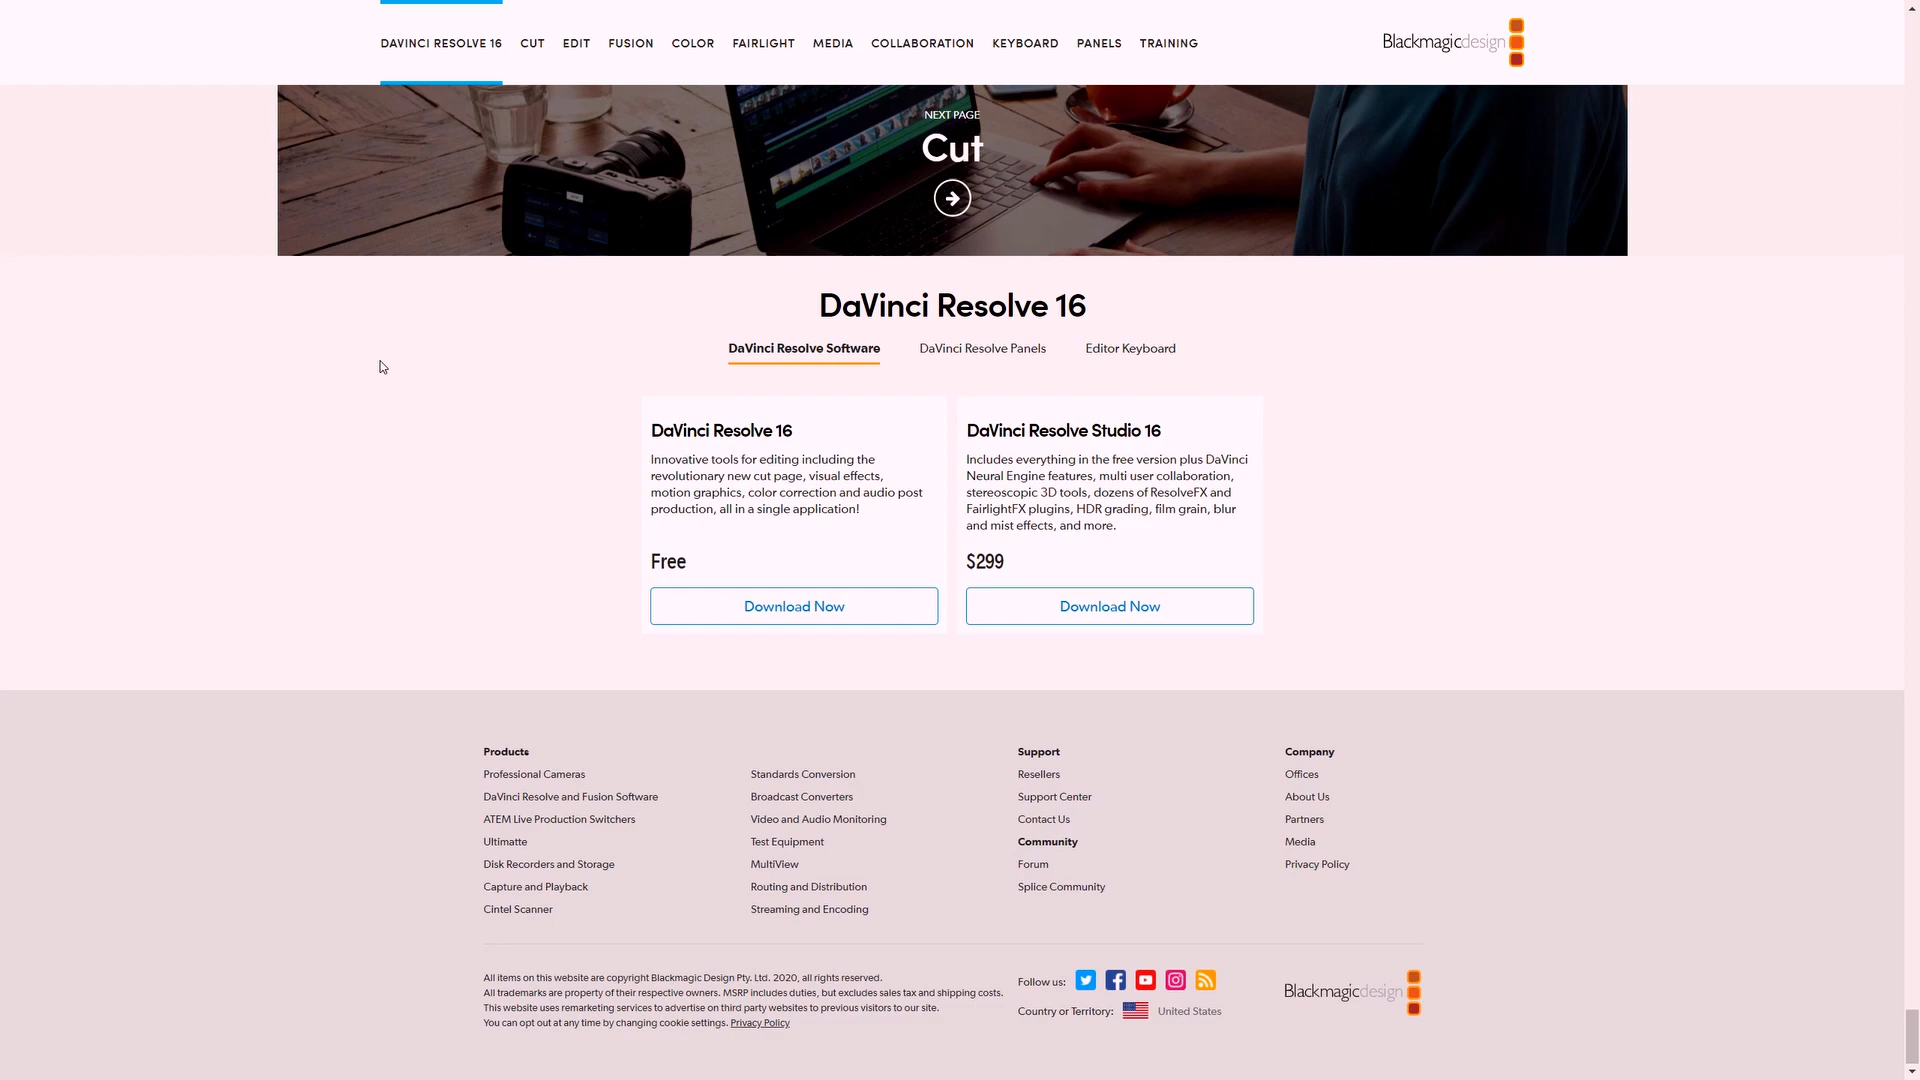 DAVINCI RESOLVE 16 CUT EDIT FUSION COLOR FAIRLIGHT MEDIA COLLABORATION KEYBOARD PANELS TRAINING
Blackmagicdesign
NEXT PAGE
Cut
DaVinci Resolve 16
DaVinci Resolve Software DaVinci Resolve Panels Editor Keyboard
DaVinci Resolve 16
Innovative tools for editing including the
revolutionary new cut page, visual effects,
motion graphics, color correction and audio post
production, all in a single application!
Free
Download Now
DaVinci Resolve Studio 16
Includes everything in the free version plus DaVinci
Neural Engine features, multi user collaboration,
stereoscopic 3D tools, dozens of ResolveFX and
FairlightFX plugins, HDR grading, film grain, blur
and mist effects, and more.
$299
Download Now
Products
Professional Cameras
DaVinci Resolve and Fusion Software
ATEM Live Production Switchers
Ultimatte
Disk Recorders and Storage
Capture and Playback
Cintel Scanner
Standards Conversion
Broadcast Converters
Video and Audio Monitoring
Test Equipment
MultiView
Routing and Distribution
Streaming and Encoding
Support
Resellers
Support Center
Contact Us
Community
Forum
Splice Community
Company
Offices
About Us
Partners
Media
Privacy Policy
All items on this website are copyright Blackmagic Design Pty. Ltd. 2020, all rights reserved.
All trademarks are property of their respective owners. MSRP includes duties, but excludes sales tax and shipping costs.
This website uses remarketing services to advertise on third party websites to previous visitors to our site.
You can opt out at any time by changing cookie settings. Privacy Policy
Follow us:
Country or Territory: United States
Blackmagicdesign